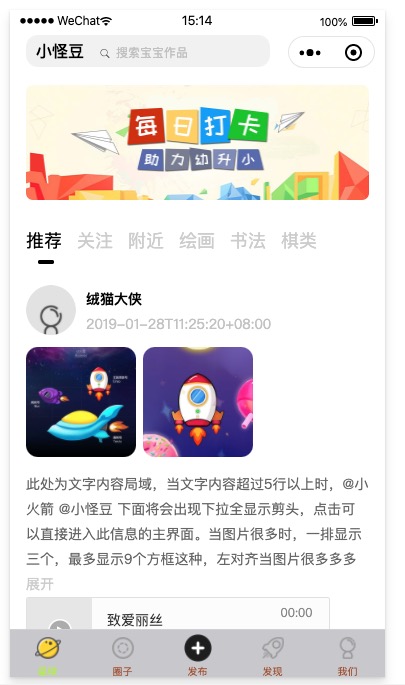 WeChat 15:14 100%
小怪豆 搜索宝宝作品
每日打卡
助力幼升小
推荐 关注 附近 绘画 书法 棋类
绒猫大侠
2019-01-28T11:25:20+08:00
此处为文字内容局域，当文字内容超过5行以上时，@小
火箭 @小怪豆 下面将会出现下拉全显示剪头，点击可
以直接进入此信息的主界面。当图片很多时，一排显示
三个，最多显示9个方框这种，左对齐当图片很多多多
展开
致爱丽丝 00:00
圈子 发布 发现 我们